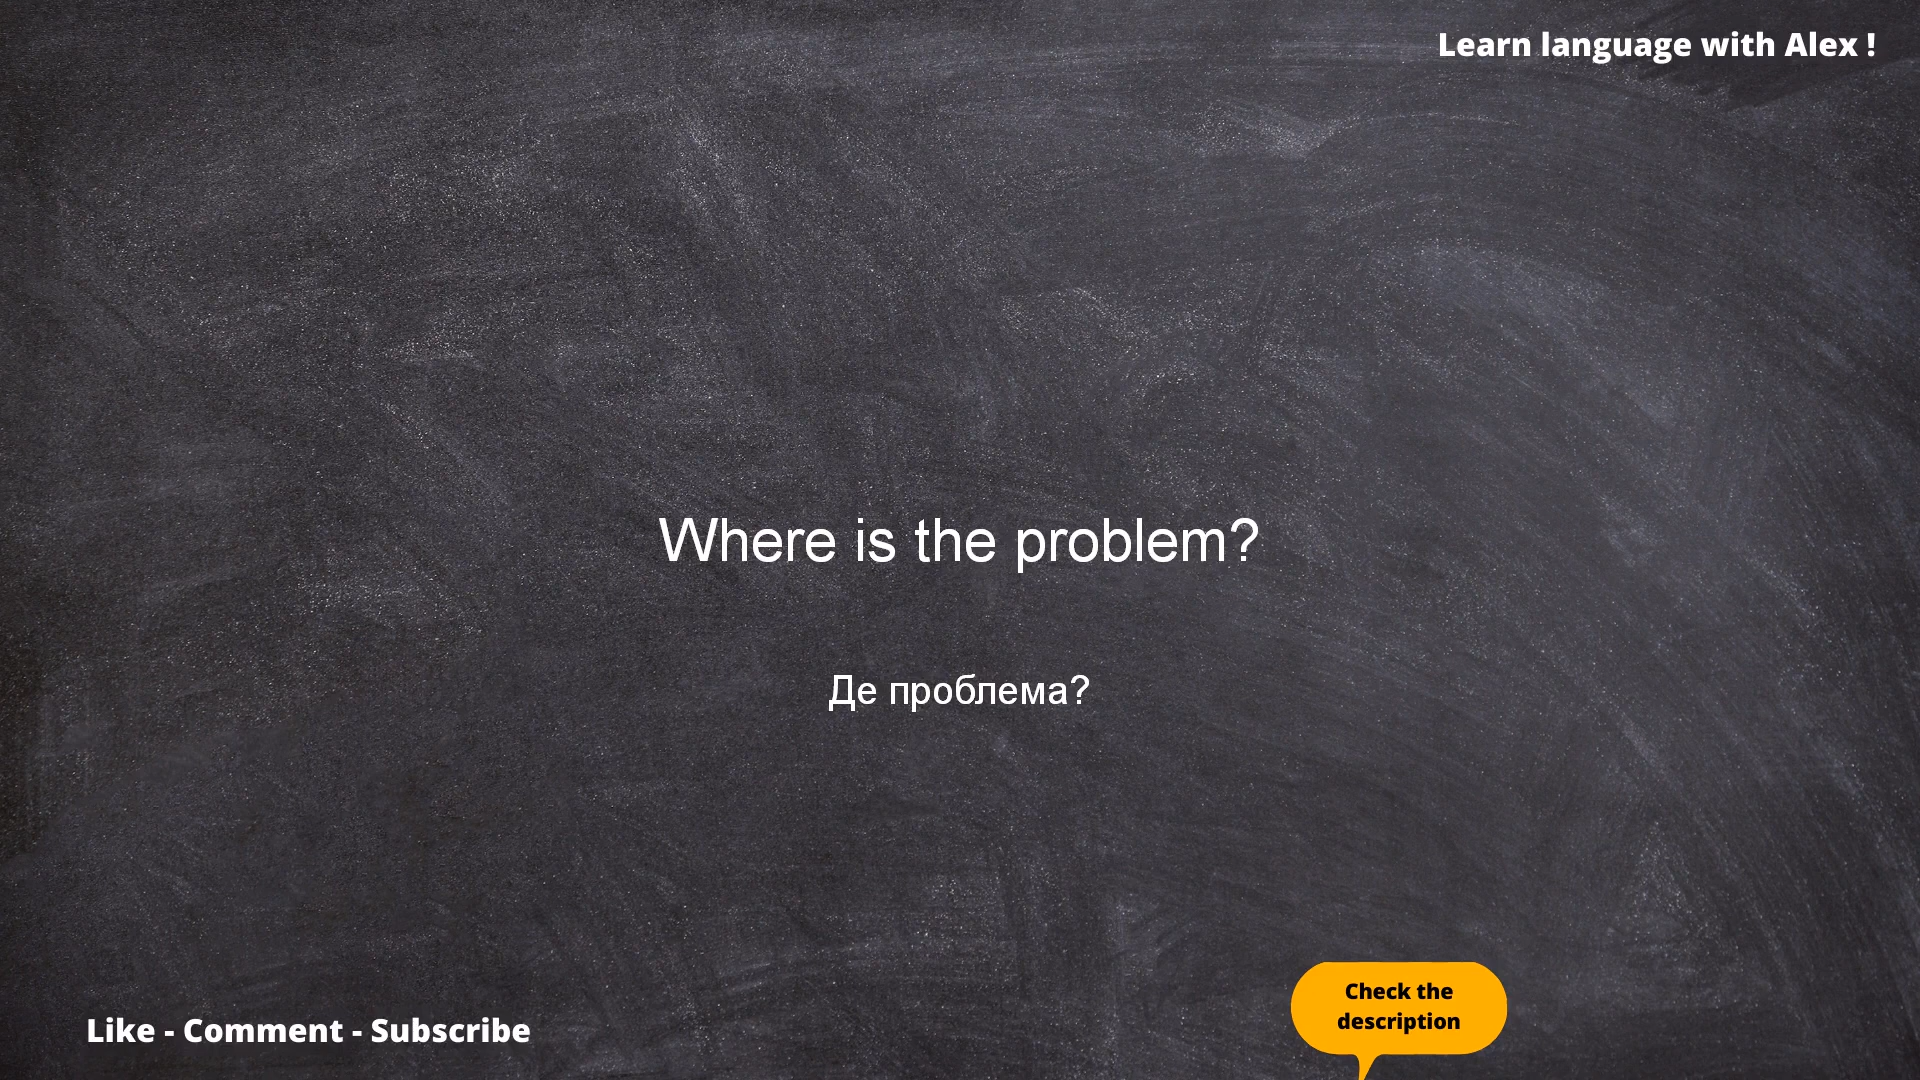 Learn language with Alex !
Where is the problem?
Де проблема?
Check the
description
Like - Comment - Subscribe